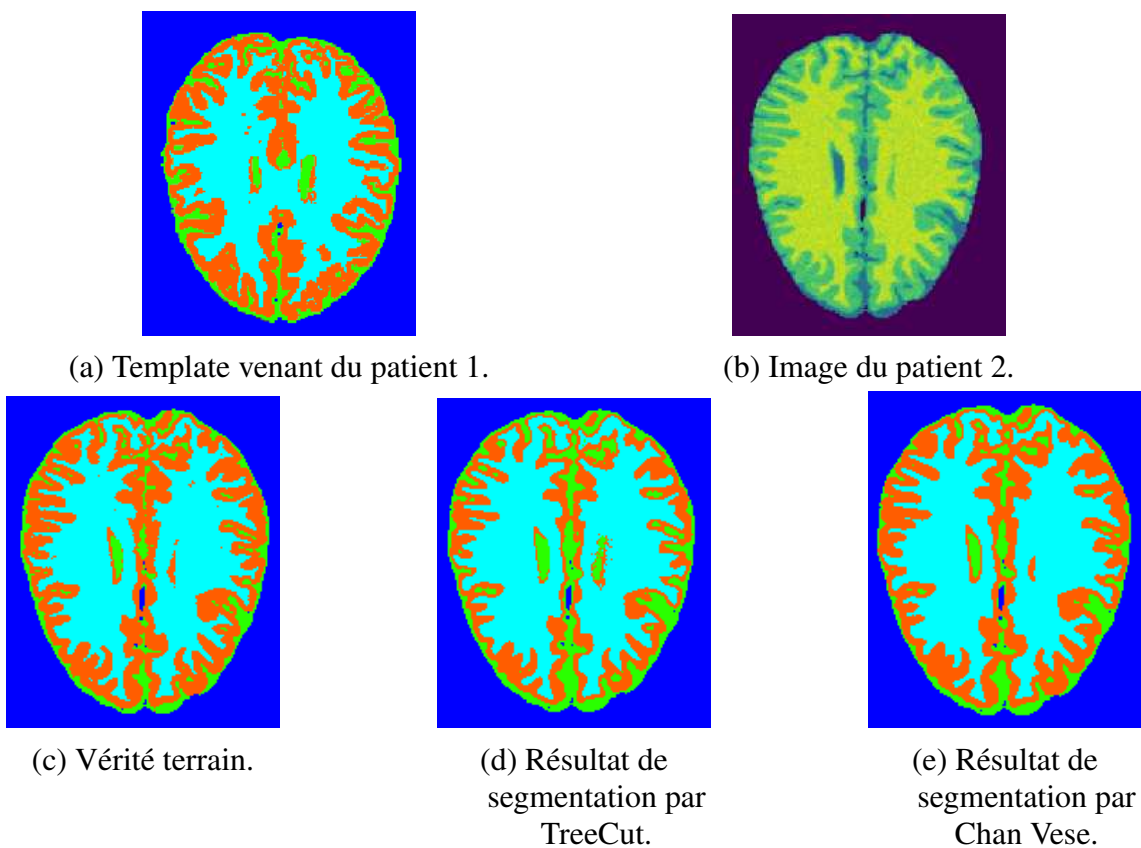 (a) Template venant du patient 1.
(b) Image du patient 2.
(c) Vérité terrain.
(d) Résultat de
segmentation par
TreeCut.
(e) Résultat de
segmentation par
Chan Vese.